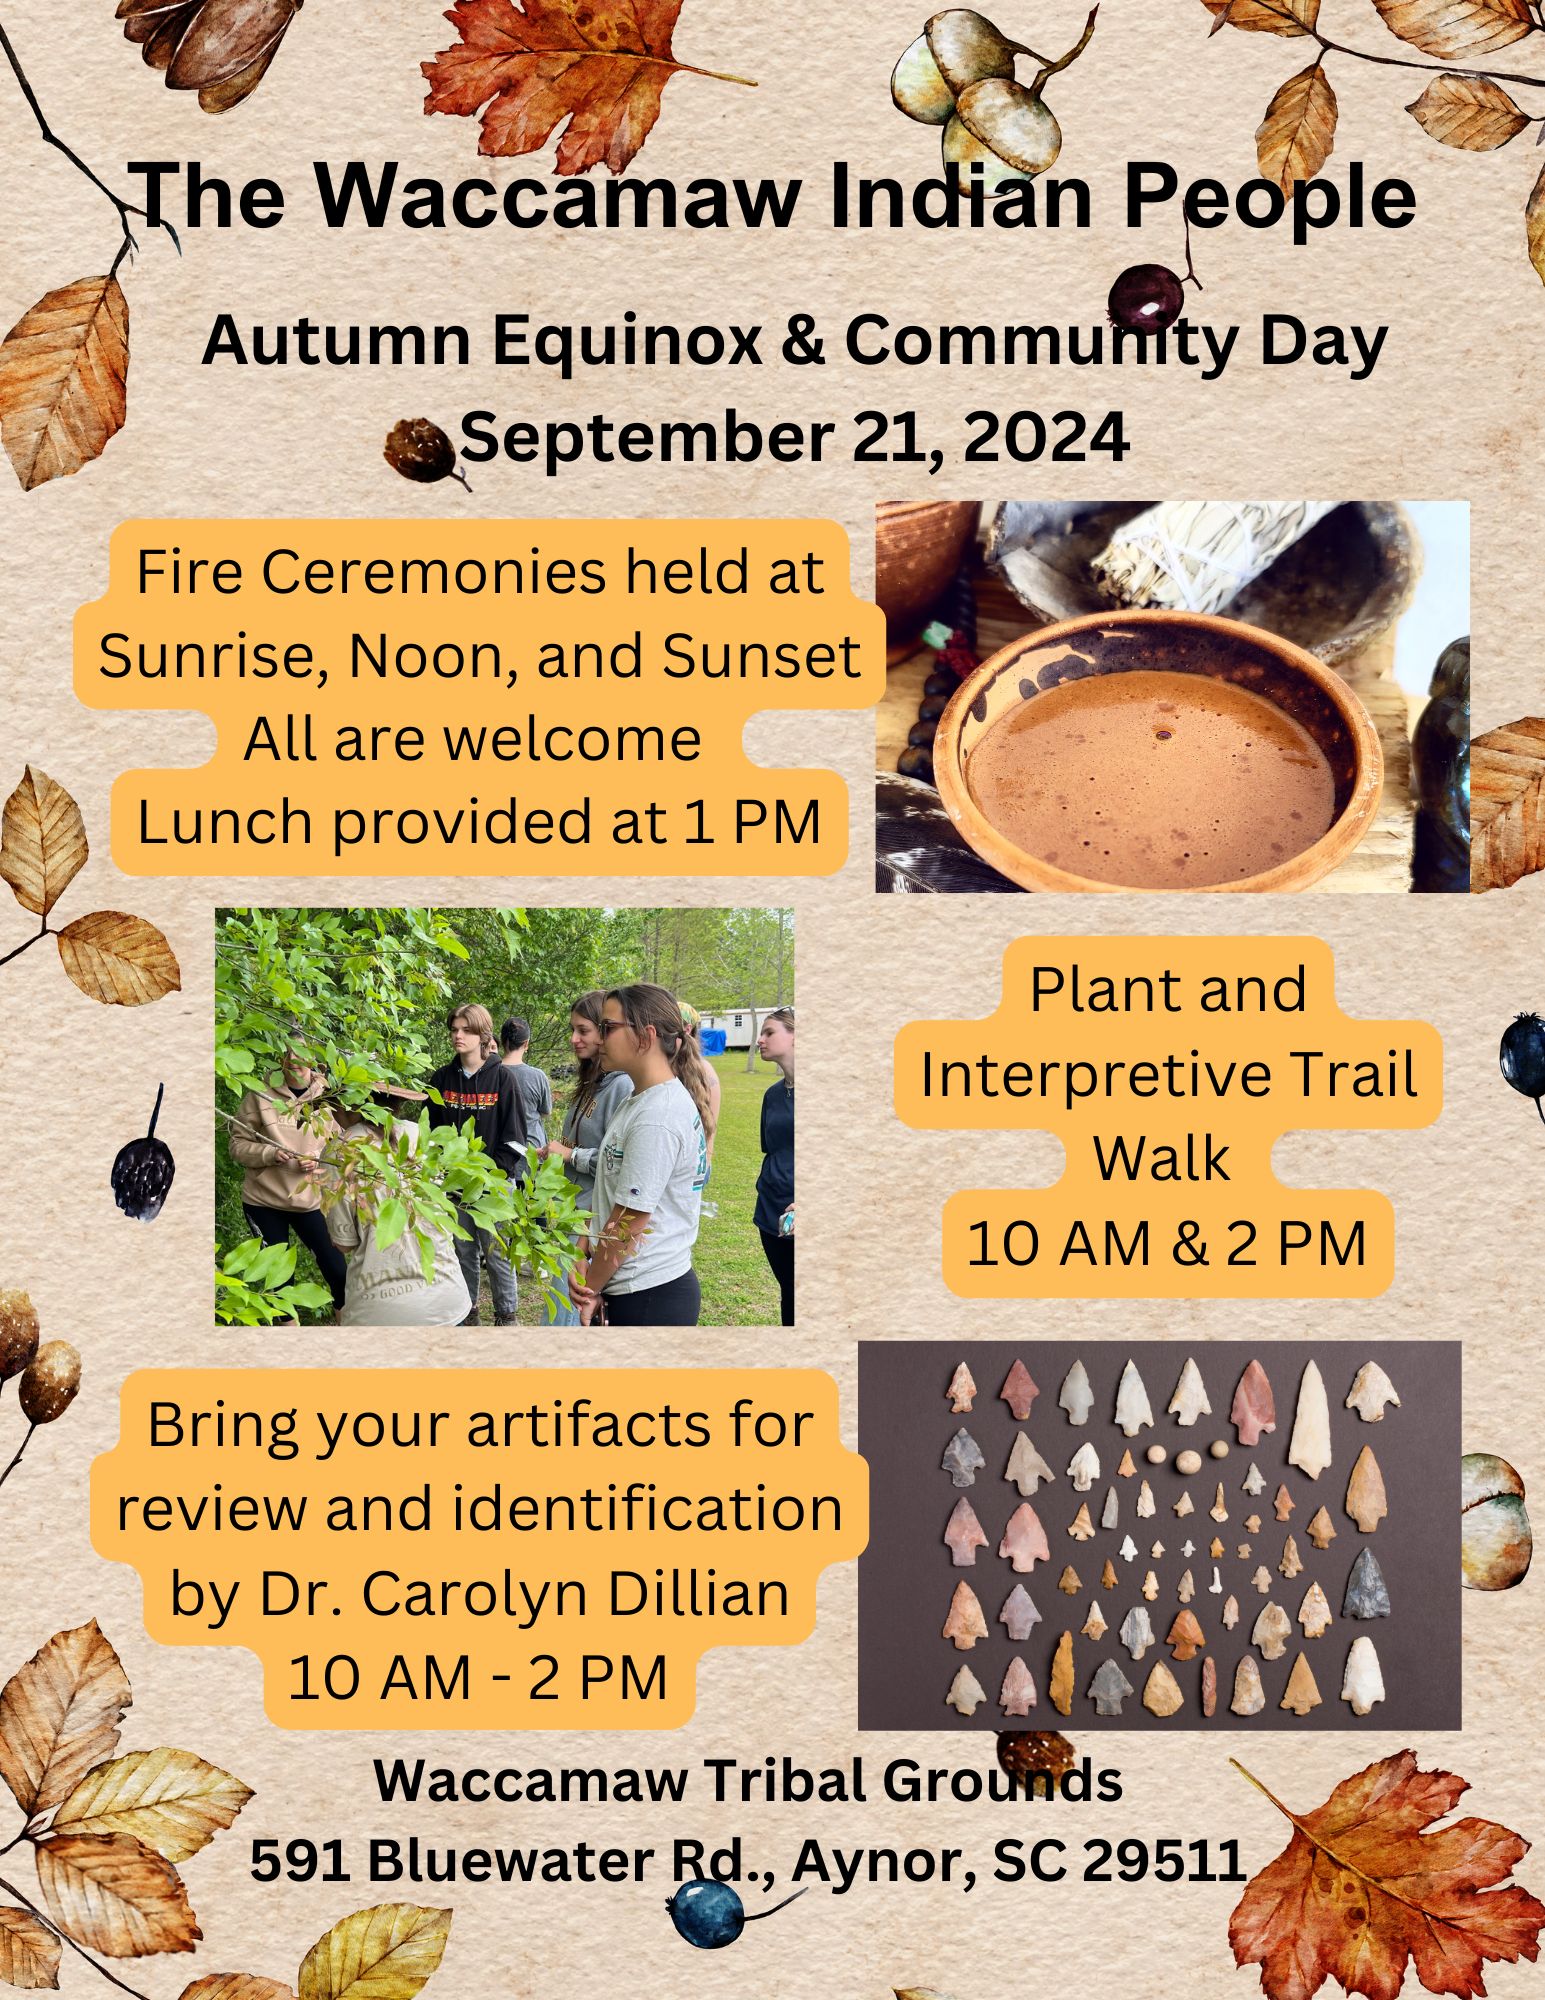 The Waccamaw Indian People
Autumn Equinox & Community Day
September 21, 2024
Fire Ceremonies held at
Sunrise, Noon, and Sunset
All are welcome
Lunch provided at 1 PM
Plant and
Interpretive Trail
Walk
10 AM & 2 PM
Bring your artifacts for
review and identification
by Dr. Carolyn Dillian
10 AM - 2 PM
Waccamaw Tribal Grounds
591 Bluewater Rd., Aynor, SC 29511